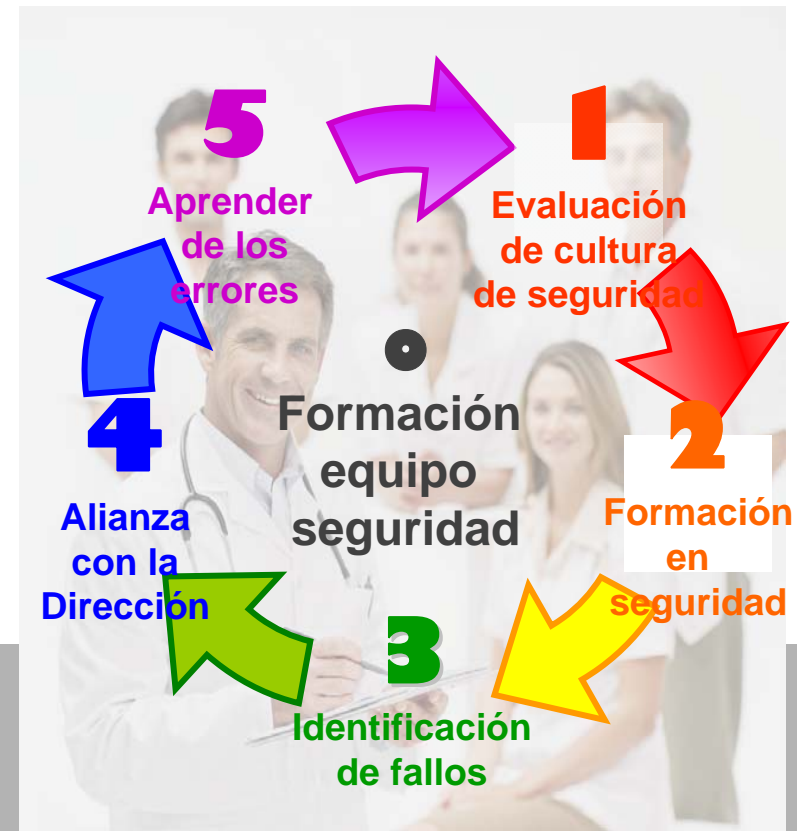 1
Evaluación
de cultura
de seguridad
2
Formación
en
seguridad
3
Identificación
de fallos
4
Alianza
con la
Dirección
5
Aprender
de los
errores
Formación
equipo
seguridad